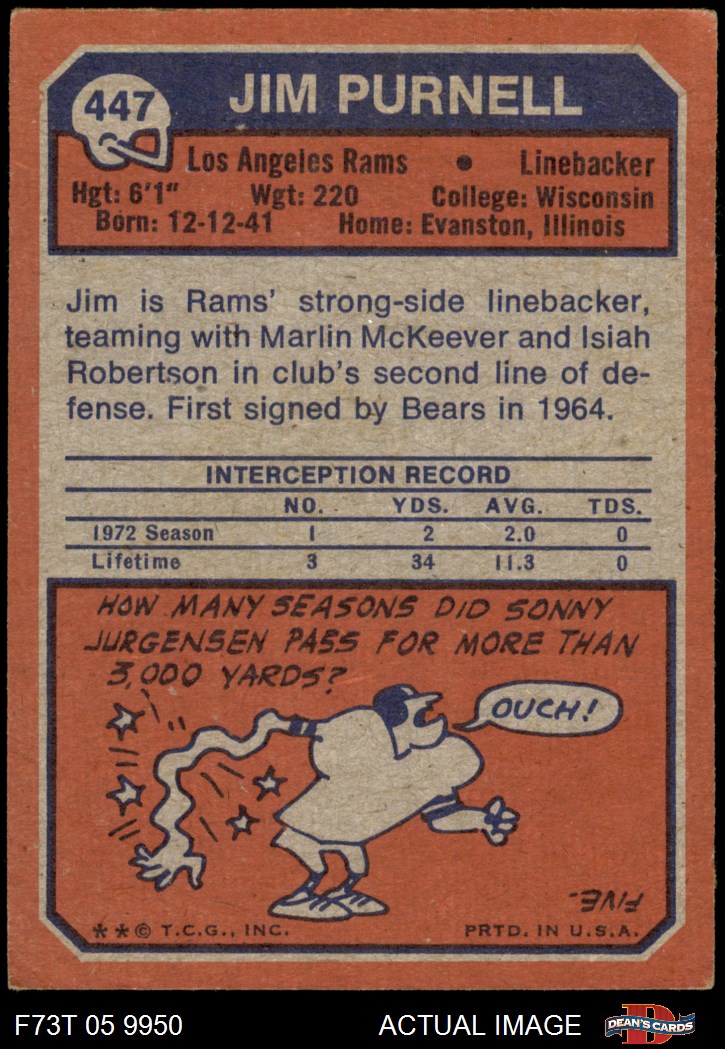 447
JIM PURNELL
Los Angeles Rams • Linebacker
Hgt: 6'1" Wgt: 220 College: Wisconsin
Born: 12-12-41 Home: Evanston, Illinois
Jim is Rams' strong-side linebacker,
teaming with Marlin McKeever and Isiah
Robertson in club's second line of de-
fense. First signed by Bears in 1964.
INTERCEPTION RECORD
NO. YDS. AVG. TDS.
1972 Season 1 2 2.0 0
Lifetime 3 34 11.3 0
HOW MANY SEASONS DID SONNY
JURGENSEN PASS FOR MORE THAN
3,000 YARDS?
OUCH!
FIVE-
**© T.C.G., INC. PRTD. IN U.S.A.
F73T 05 9950 ACTUAL IMAGE
D
DEAN'S CARDS